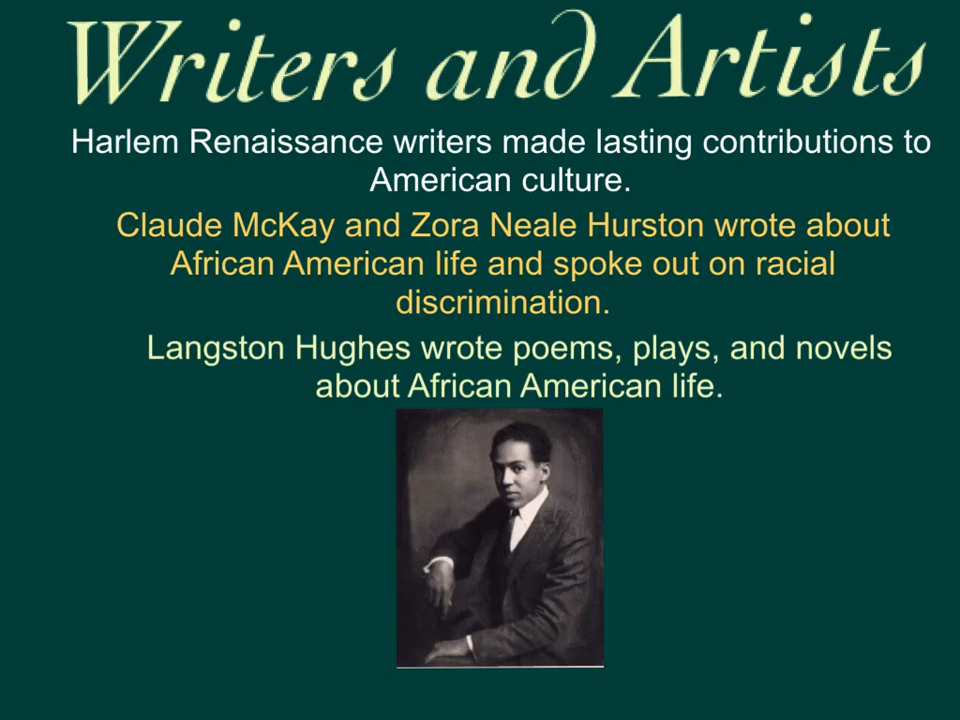 Writers and Artists
Harlem Renaissance writers made lasting contributions to
American culture.
Claude McKay and Zora Neale Hurston wrote about
African American life and spoke out on racial
discrimination.
Langston Hughes wrote poems, plays, and novels
about African American life.